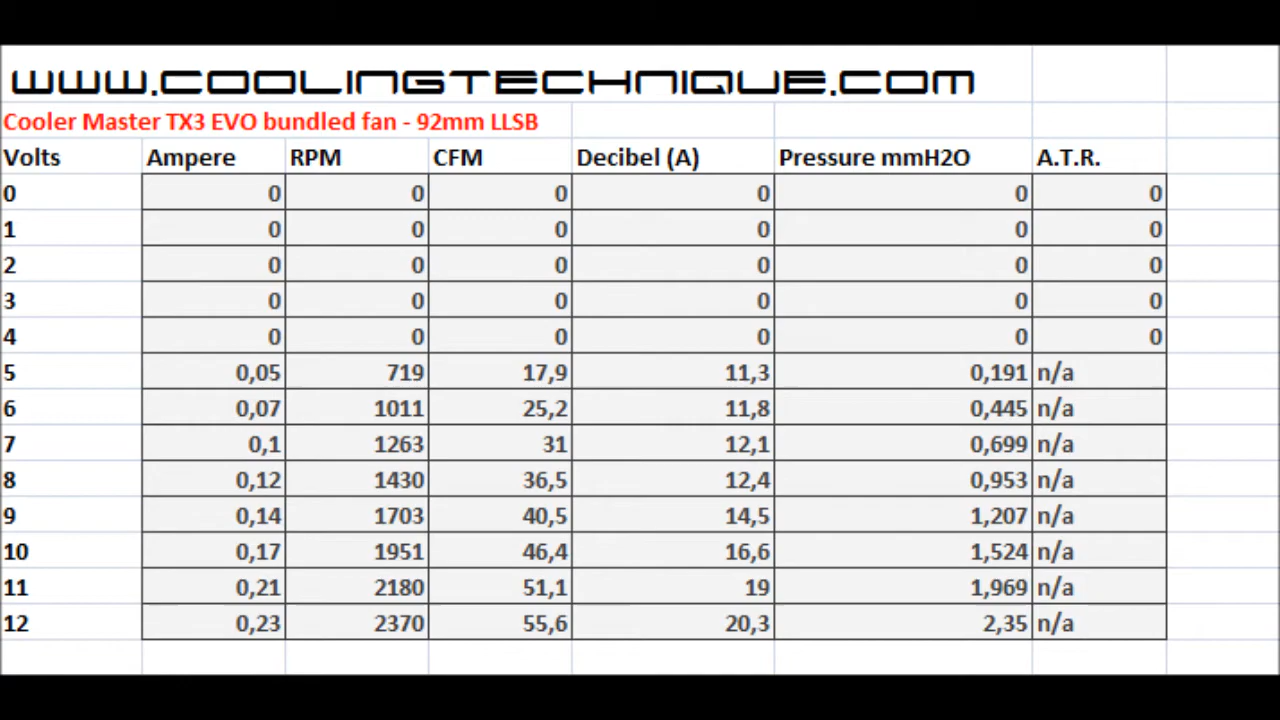 WWW.COOLINGTECHNIQUE.COM
Cooler Master TX3 EVO bundled fan - 92mm LLSB
Volts Ampere RPM CFM Decibel (A) Pressure mmH2O A.T.R.
0 0 0 0 0 0 0
1 0 0 0 0 0 0
2 0 0 0 0 0 0
3 0 0 0 0 0 0
4 0 0 0 0 0 0
5 0,05 719 17,9 11,3 0,191 n/a
6 0,07 1011 25,2 11,8 0,445 n/a
7 0,1 1263 31 12,1 0,699 n/a
8 0,12 1430 36,5 12,4 0,953 n/a
9 0,14 1703 40,5 14,5 1,207 n/a
10 0,17 1951 46,4 16,6 1,524 n/a
11 0,21 2180 51,1 19 1,969 n/a
12 0,23 2370 55,6 20,3 2,35 n/a